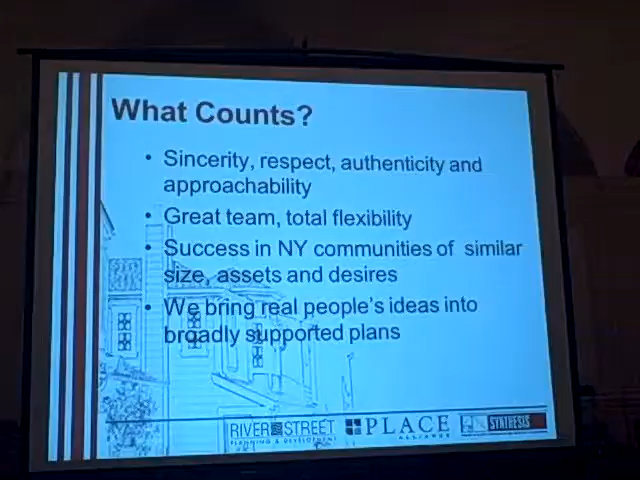 What Counts?
• Sincerity, respect, authenticity and
approachability
• Great team, total flexibility
• Success in NY communities of similar
size, assets and desires
• We bring real people's ideas into
broadly supported plans
RIVER STREET PLACE SYNTHESIS
PLANNING & DEVELOPMENT ALLIANCE